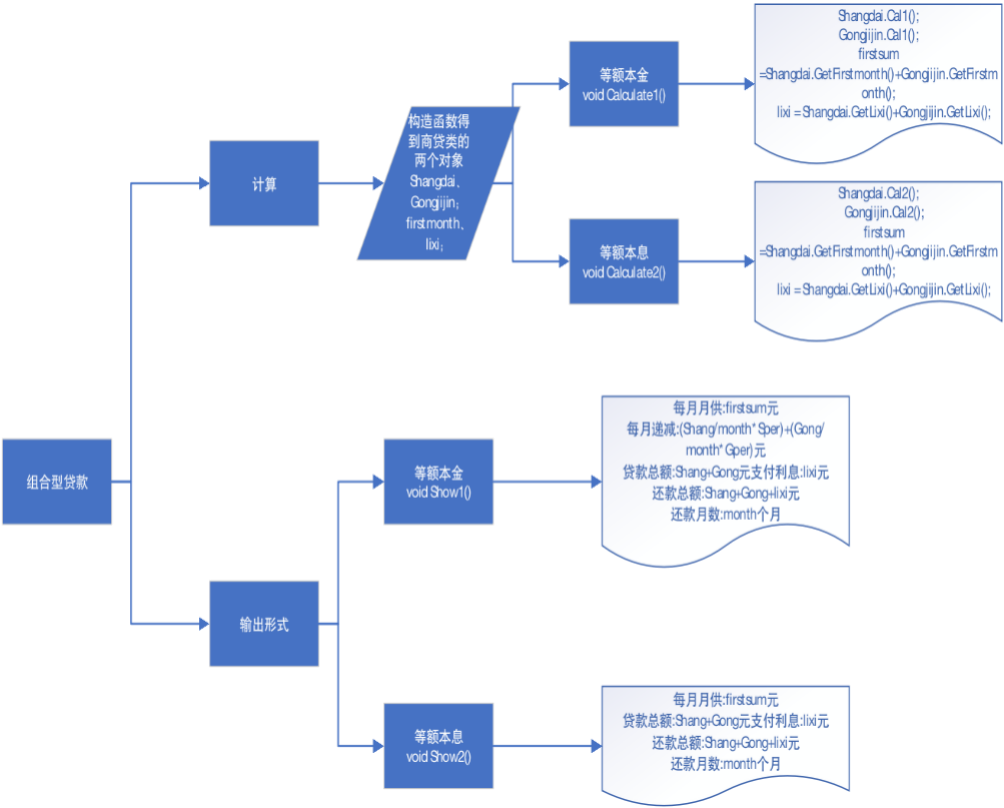 组合型贷款
计算
构造函数得
到商贷类的
两个对象
Shangdai、
Gongjijin；
firstmonth、
lixi；
等额本金
void Calculate1()
Shangdai.Cal1();
Gongjijin.Cal1();
firstsum
=Shangdai.GetFirstmonth()+Gongjijin.GetFirstm
onth();
lixi = Shangdai.GetLixi()+Gongjijin.GetLixi();
等额本息
void Calculate2()
Shangdai.Cal2();
Gongjijin.Cal2();
firstsum
=Shangdai.GetFirstmonth()+Gongjijin.GetFirstm
onth();
lixi = Shangdai.GetLixi()+Gongjijin.GetLixi();
输出形式
等额本金
void Show1()
每月月供:firstsum元
每月递减:(Shang/month* Sper)+(Gong/
month* Gper)元
贷款总额:Shang+Gong元支付利息:lixi元
还款总额:Shang+Gong+lixi元
还款月数:month个月
等额本息
void Show2()
每月月供:firstsum元
贷款总额:Shang+Gong元支付利息:lixi元
还款总额:Shang+Gong+lixi元
还款月数:month个月